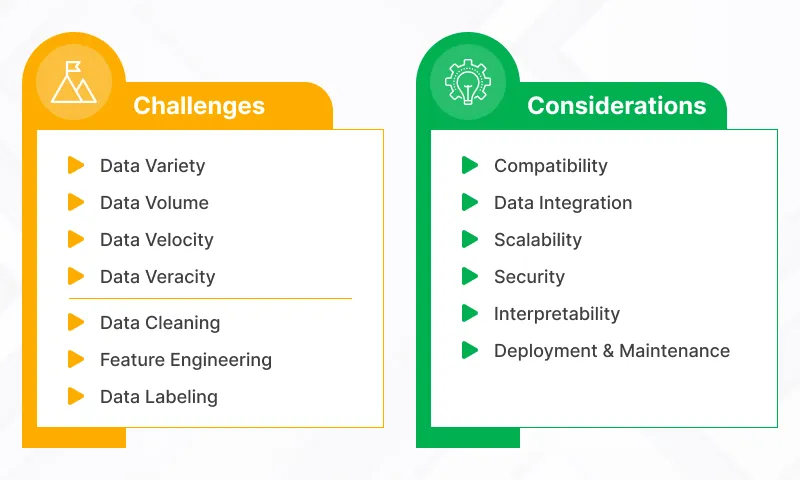 Challenges
Data Variety
Data Volume
Data Velocity
Data Veracity
Data Cleaning
Feature Engineering
Data Labeling
Considerations
Compatibility
Data Integration
Scalability
Security
Interpretability
Deployment & Maintenance